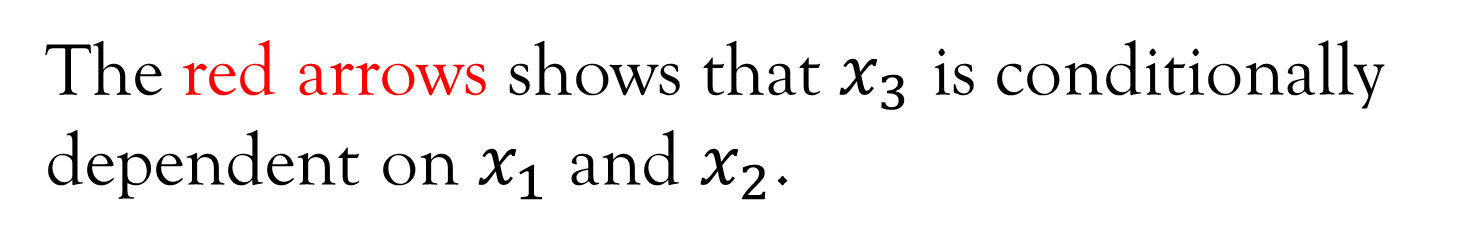 The red arrows shows that x₃ is conditionally
dependent on x₁ and x₂.